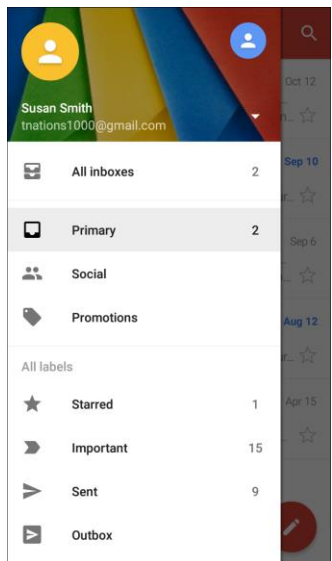 Susan Smith
tnations1000@gmail.com
All inboxes 2
Primary 2
Social
Promotions
All labels
Starred 1
Important 15
Sent 9
Outbox
Oct 12
n...
Sep 10
Sep 6
Aug 12
ur...
Apr 15